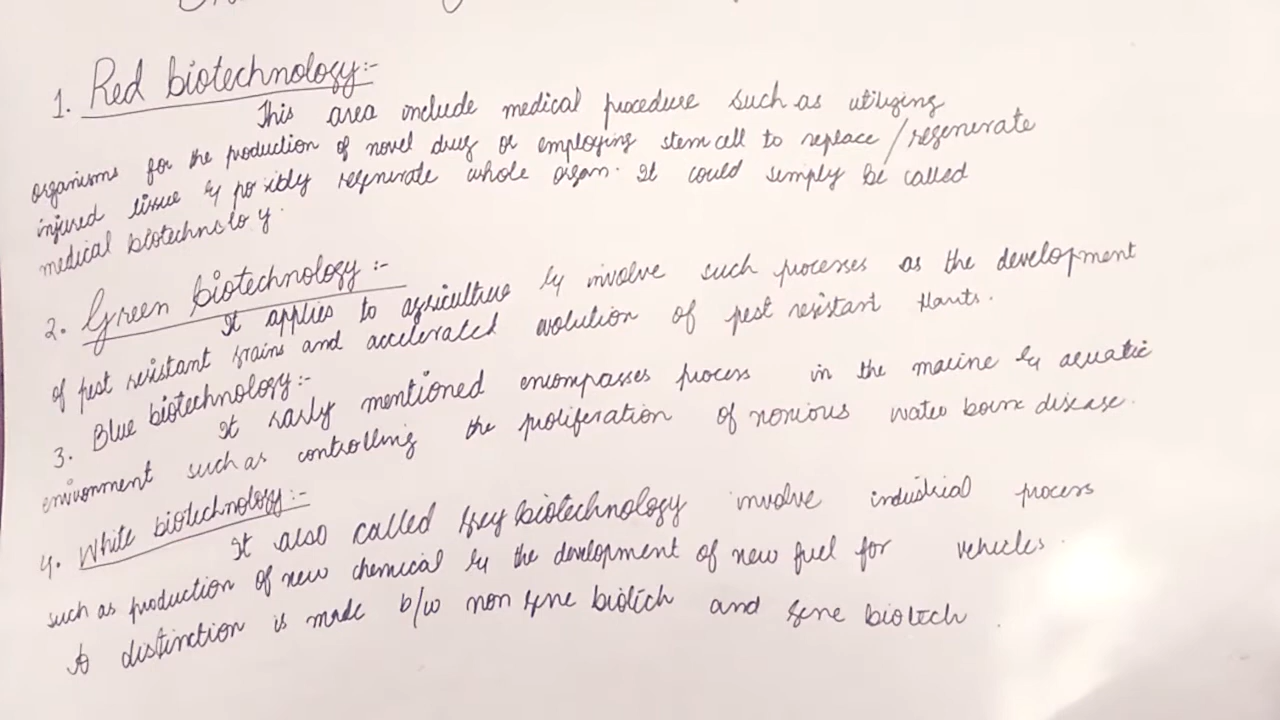 1. Red biotechnology:-
This area include medical procedure such as utilizing
organisms for the production of novel drug or employing stem cell to replace / regenerate
injured tissue & possibly regenerate whole organ. It could simply be called
medical biotechnology.
2. Green biotechnology :-
It applies to agriculture & involve such processes as the development
of pest resistant grains and accelerated evolution of pest resistant plants.
3. Blue biotechnology:-
It rarly mentioned encompasses process in the marine & aquatic
environment such as controlling the proliferation of noxious water born disease.
4. White biotechnology:-
It also called grey biotechnology involve industrial process
such as production of new chemical & the development of new fuel for vehicles.
A distinction is made b/w non gene biotech and gene biotech.